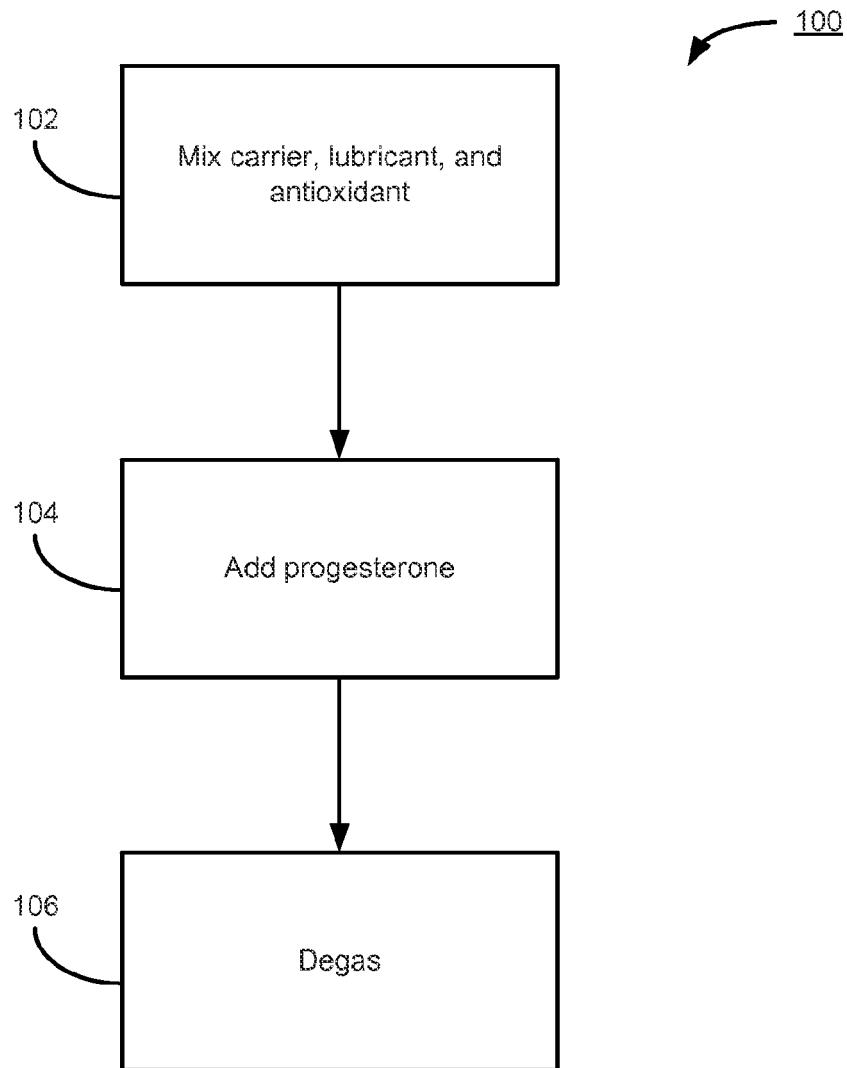 100
102
Mix carrier, lubricant, and
antioxidant
104
Add progesterone
106
Degas